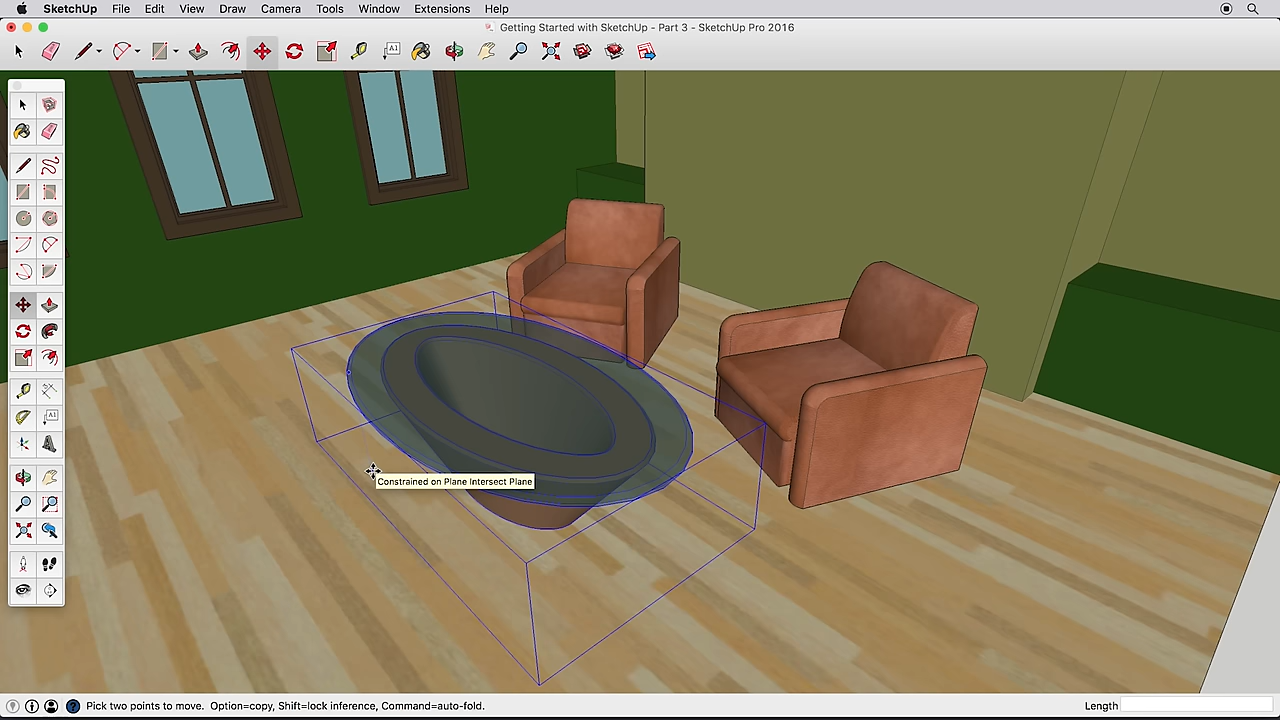 SketchUp File Edit View Draw Camera Tools Window Extensions Help
Getting Started with SketchUp - Part 3 - SketchUp Pro 2016
A1
A1
Constrained on Plane Intersect Plane
Pick two points to move. Option=copy, Shift=lock inference, Command=auto-fold. Length